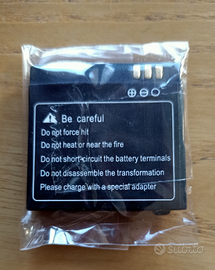 Be careful
Do not force hit
Do not heat or near the fire
Do not short-circuit the battery terminals
Do not disassemble the transformation
Please charge with a special adapter
subito